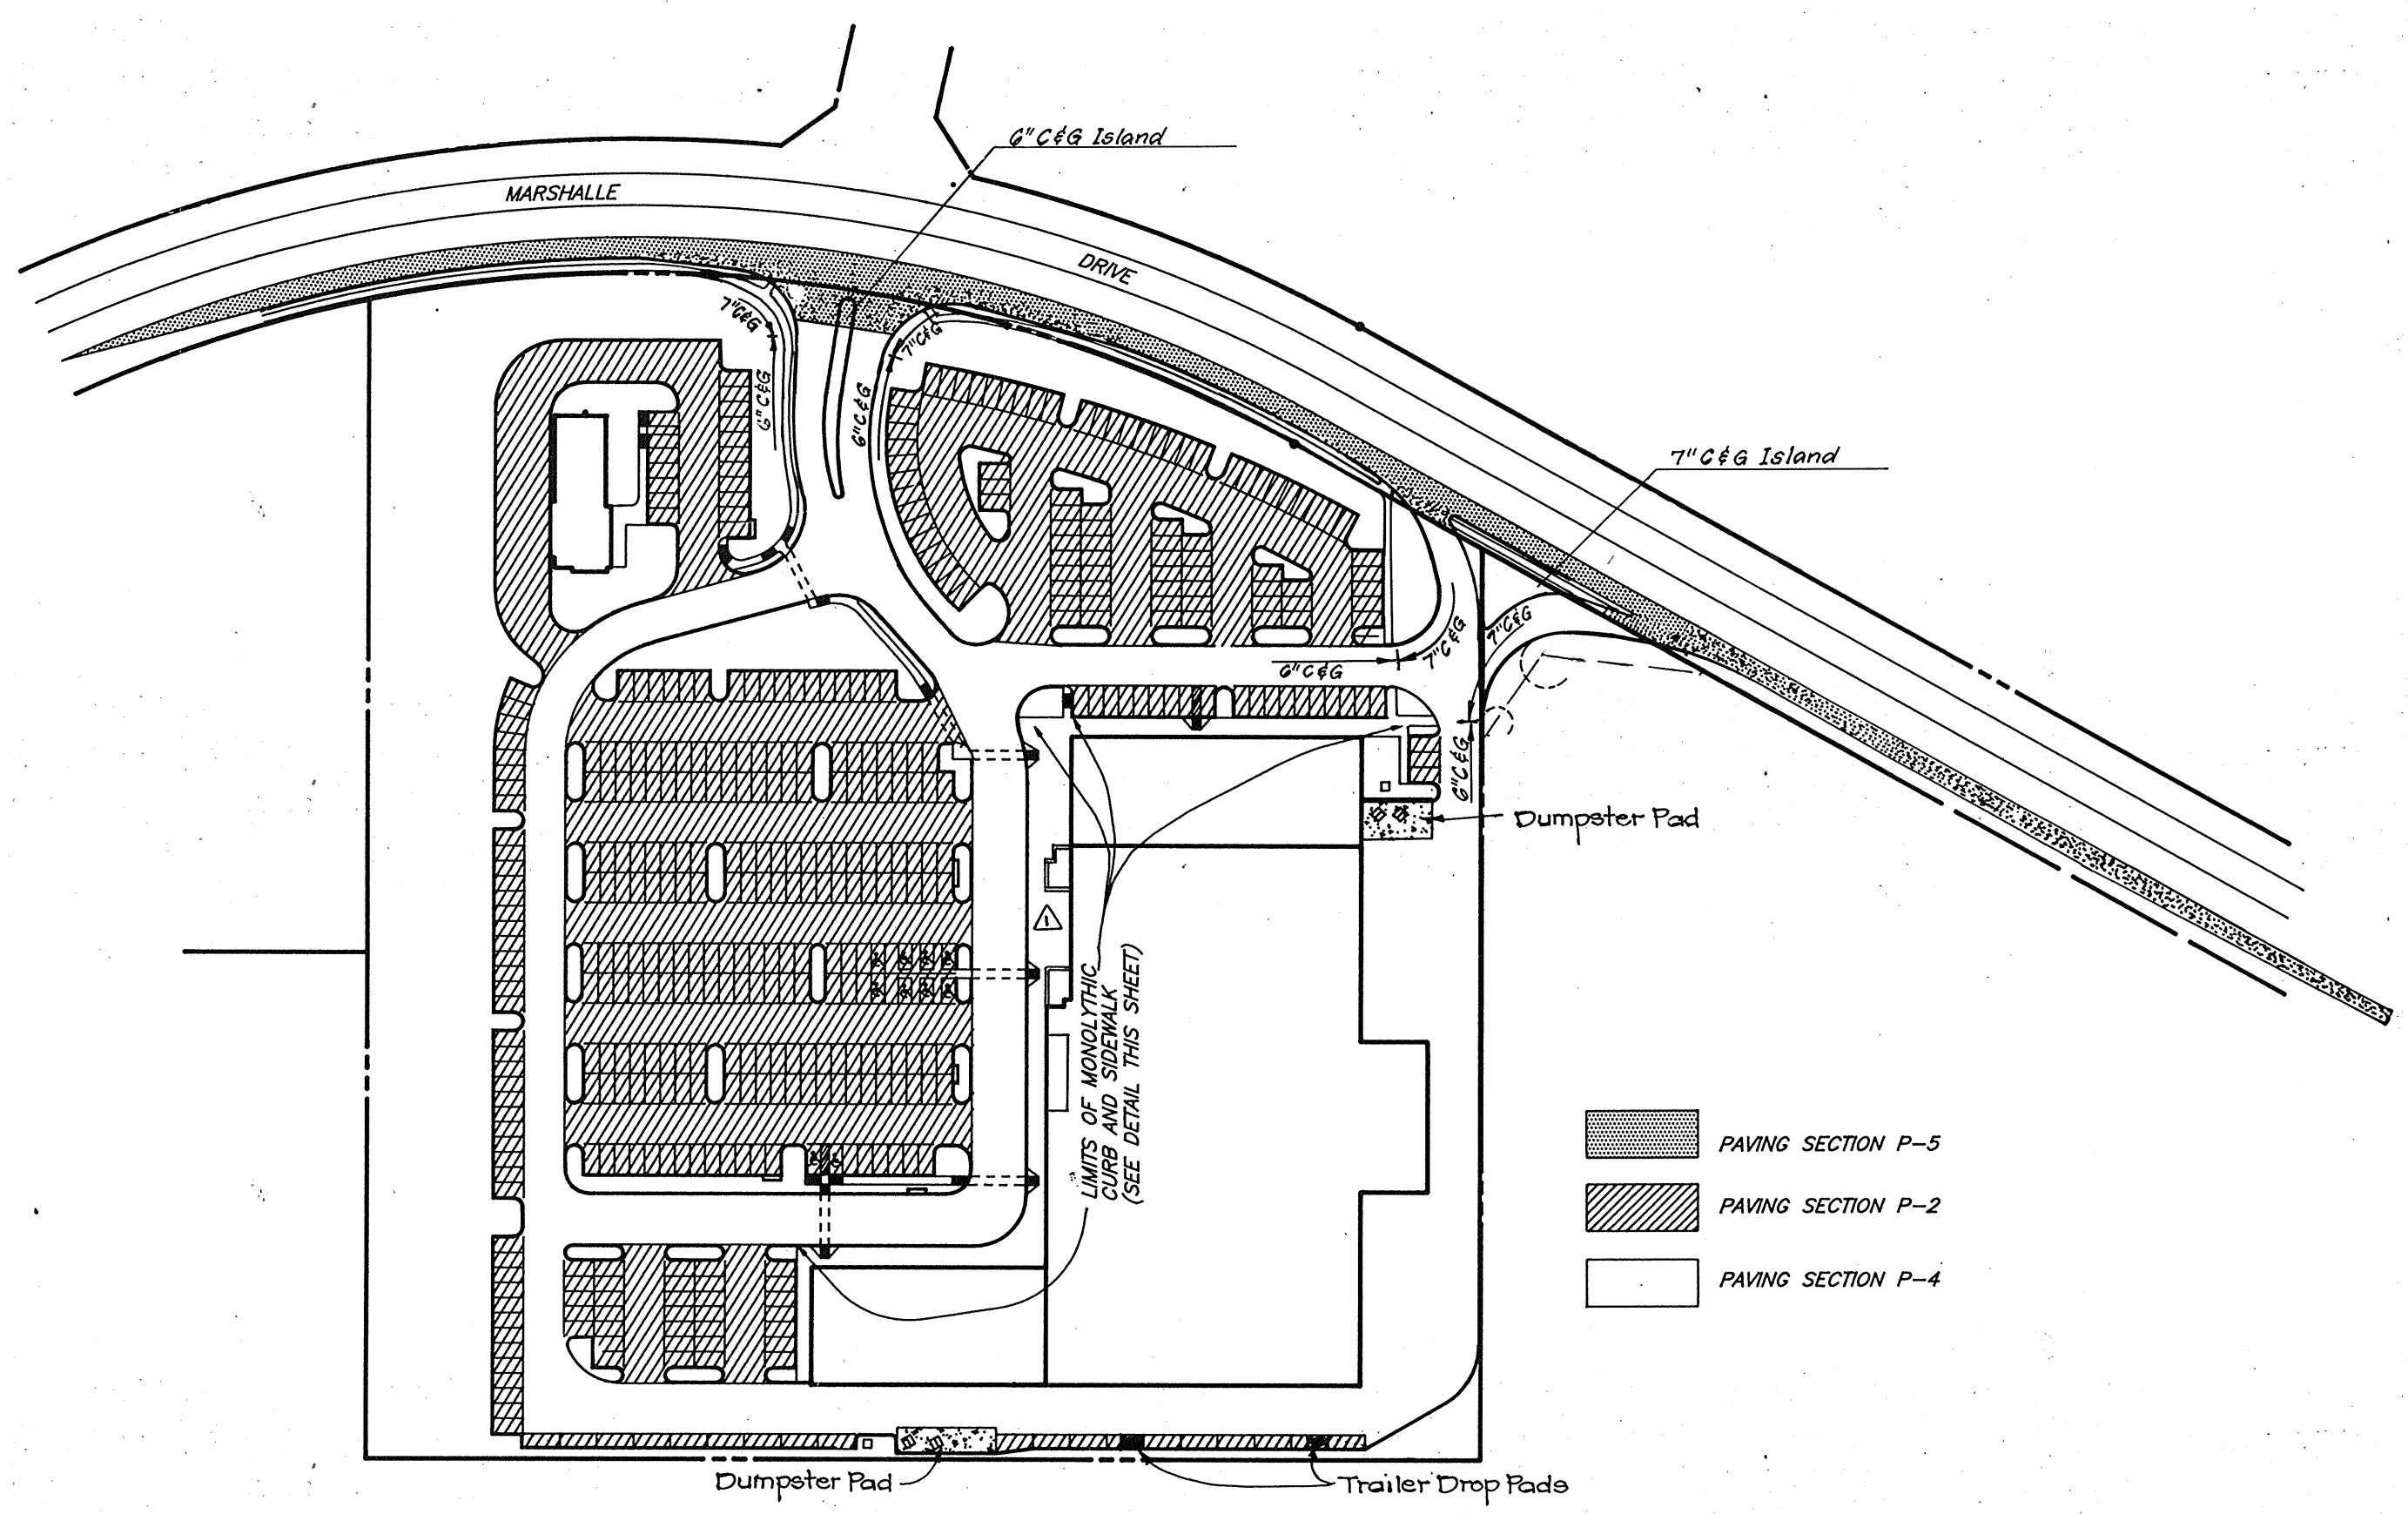 6" C&G Island
MARSHALLE
DRIVE
7" C&G
7" C&G
6" C&G
6" C&G
7" C&G Island
7" C&G
7" C&G
6" C&G
6" C&G
Dumpster Pad
1
LIMITS OF MONOLYTHIC
CURB AND SIDEWALK
(SEE DETAIL THIS SHEET)
PAVING SECTION P-5
PAVING SECTION P-2
PAVING SECTION P-4
Dumpster Pad
Trailer Drop Pads